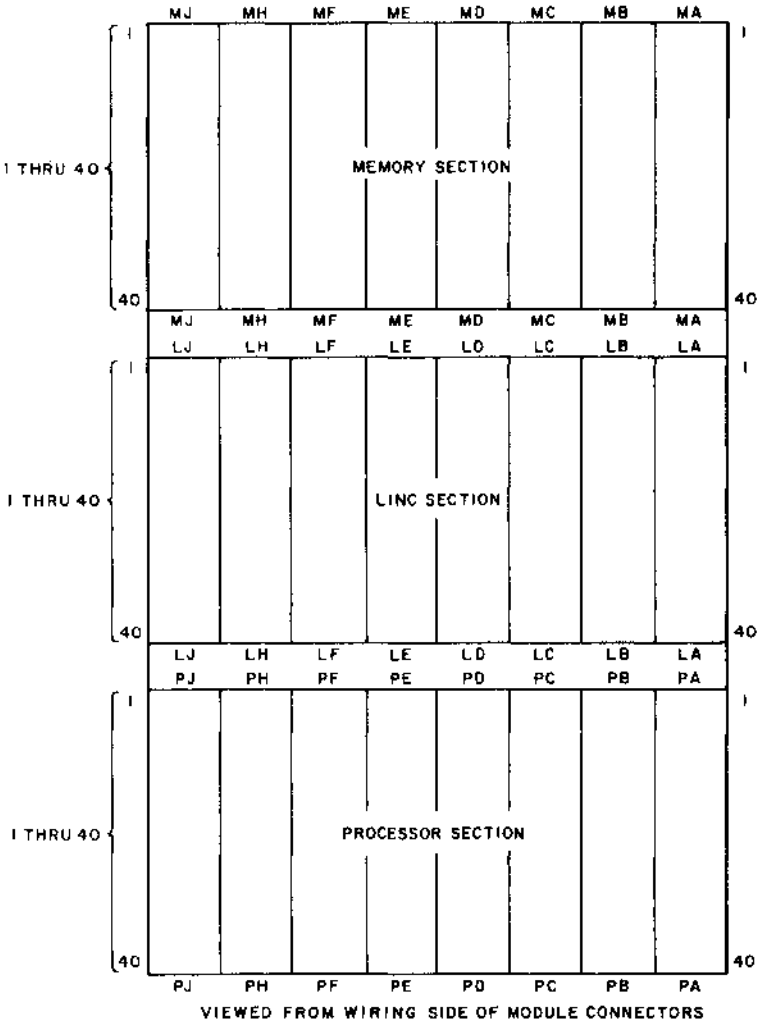 MJ MH MF ME MD MC MB MA
1 1
1 THRU 40
MEMORY SECTION
40 40
MJ MH MF ME MD MC MB MA
LJ LH LF LE LD LC LB LA
1 1
1 THRU 40
LINC SECTION
40 40
LJ LH LF LE LD LC LB LA
PJ PH PF PE PD PC PB PA
1 1
1 THRU 40
PROCESSOR SECTION
40 40
PJ PH PF PE PD PC PB PA
VIEWED FROM WIRING SIDE OF MODULE CONNECTORS